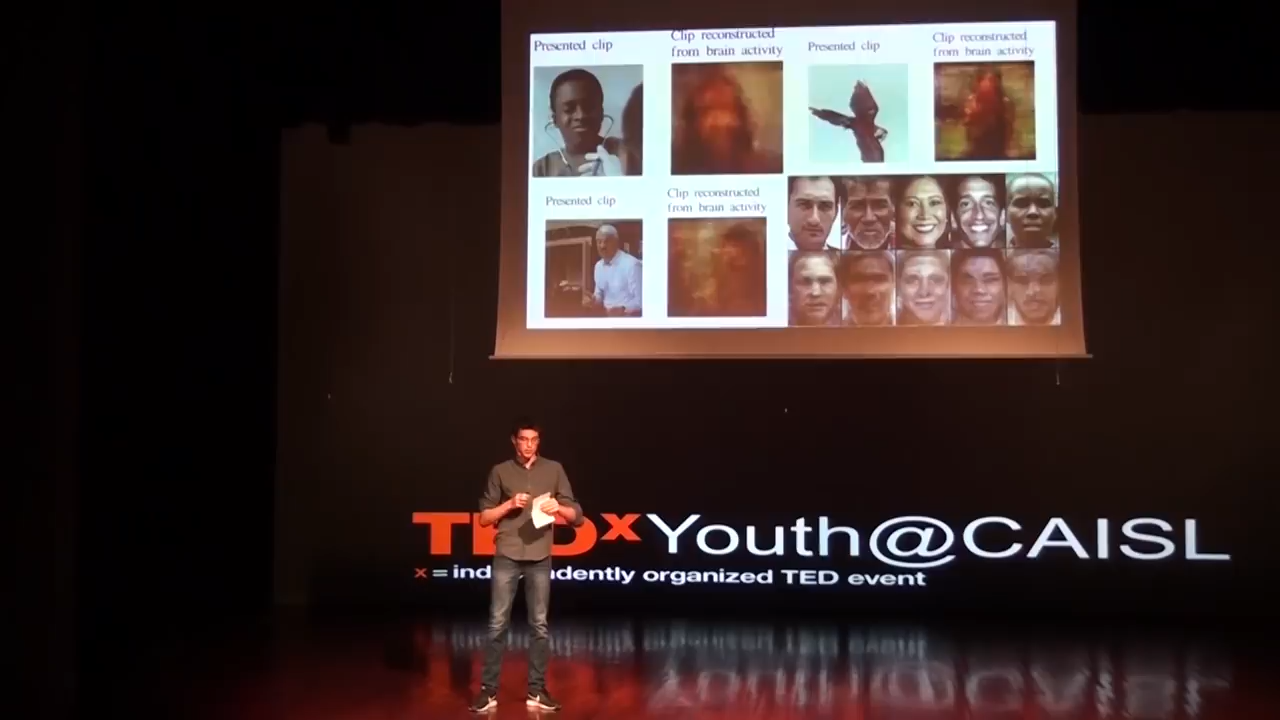 Presented clip
Clip reconstructed
from brain activity
Presented clip
Clip reconstructed
from brain activity
Presented clip
Clip reconstructed
from brain activity
TEDx Youth@CAISL
x = independently organized TED event